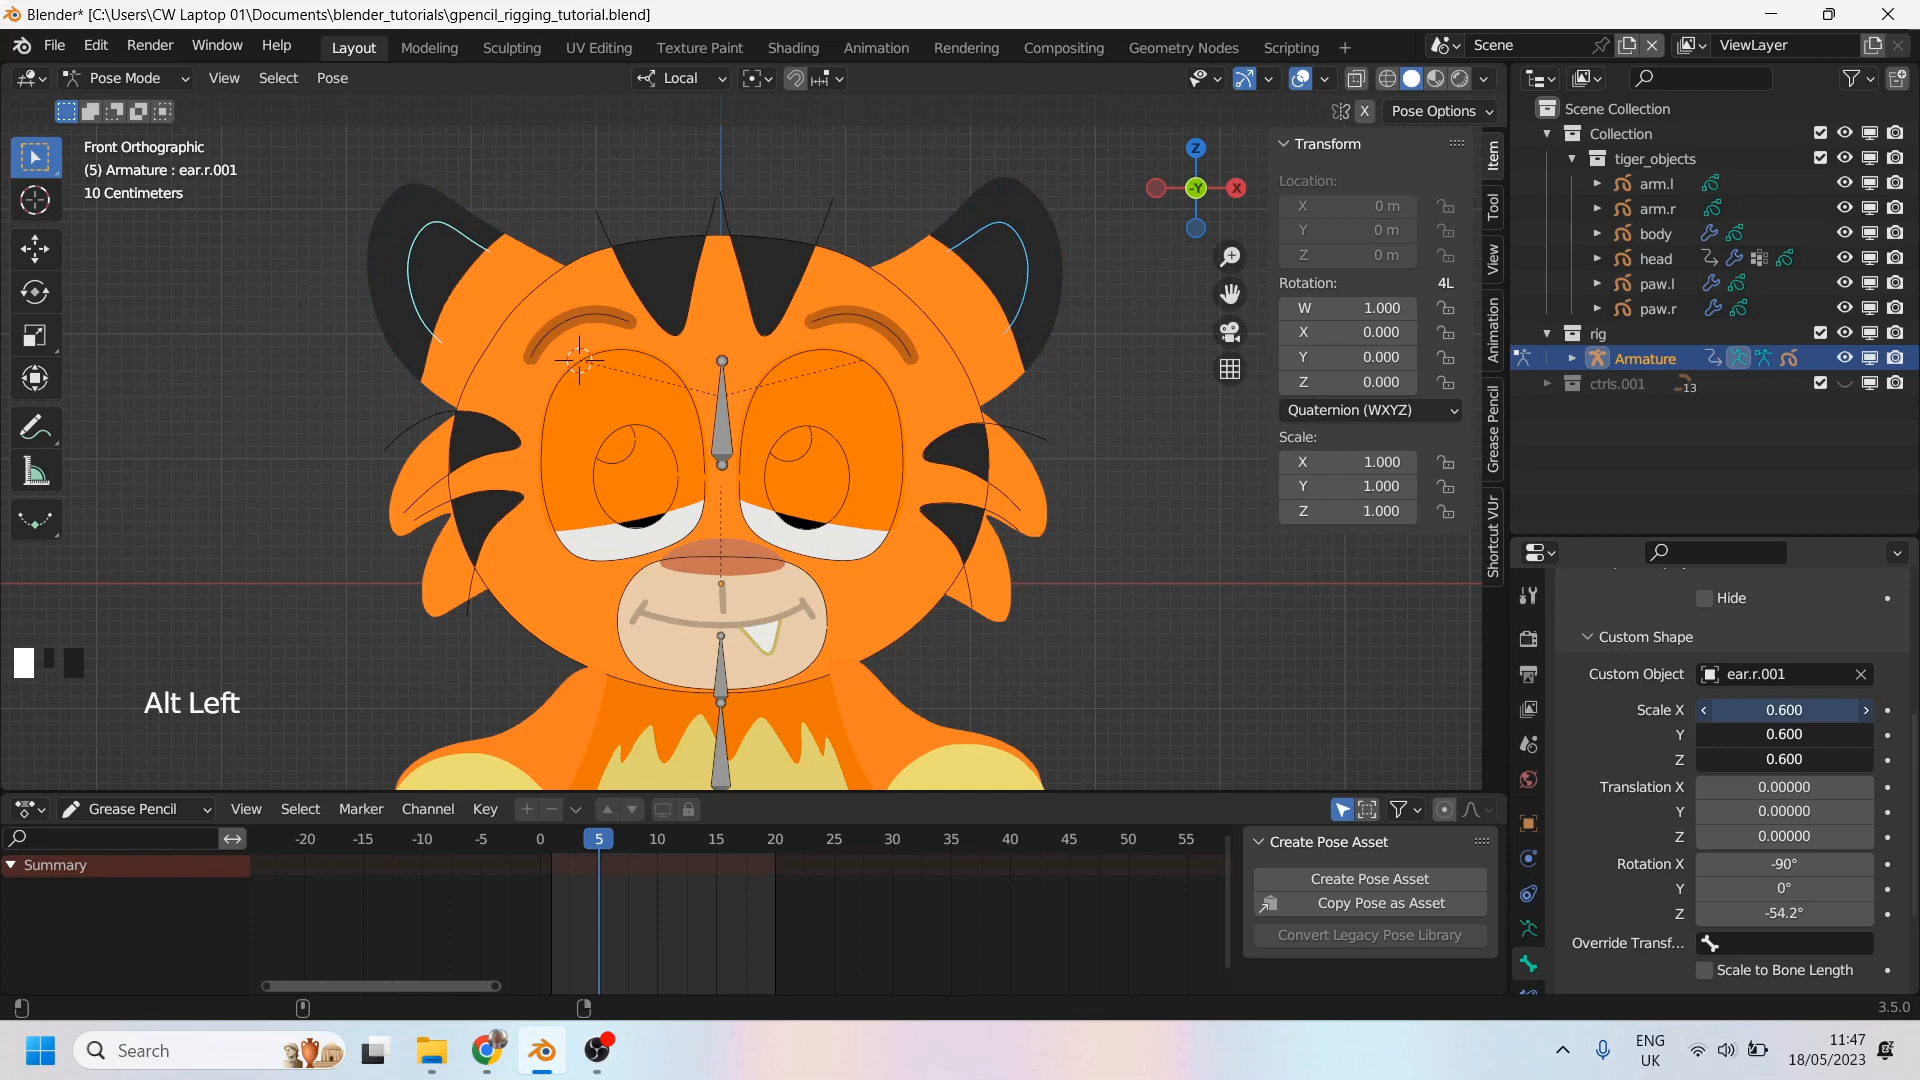 Blender* [C:\Users\CW Laptop 01\Documents\blender_tutorials\gpencil_rigging_tutorial.blend]
File Edit Render Window Help Layout Modeling Sculpting UV Editing Texture Paint Shading Animation Rendering Compositing Geometry Nodes Scripting + Scene ViewLayer
Pose Mode View Select Pose Local
X Pose Options
Front Orthographic
(5) Armature : ear.r.001
10 Centimeters
Z
-Y
X
Transform
Location:
X 0 m
Y 0 m
Z 0 m
Rotation: 4L
W 1.000
X 0.000
Y 0.000
Z 0.000
Quaternion (WXYZ)
Scale:
X 1.000
Y 1.000
Z 1.000
Item
Tool
View
Animation
Grease Pencil
Shortcut VUr
Scene Collection
Collection
tiger_objects
arm.l
arm.r
body
head
paw.l
paw.r
rig
Armature
ctrls.001 13
Hide
Custom Shape
Custom Object ear.r.001
Scale X 0.600
Y 0.600
Z 0.600
Translation X 0.00000
Y 0.00000
Z 0.00000
Rotation X -90°
Y 0°
Z -54.2°
Override Transf...
Scale to Bone Length
Alt Left
Grease Pencil View Select Marker Channel Key
-20 -15 -10 -5 0 5 10 15 20 25 30 35 40 45 50 55
Summary
Create Pose Asset
Create Pose Asset
Copy Pose as Asset
Convert Legacy Pose Library
3.5.0
Search
ENG
UK
11:47
18/05/2023